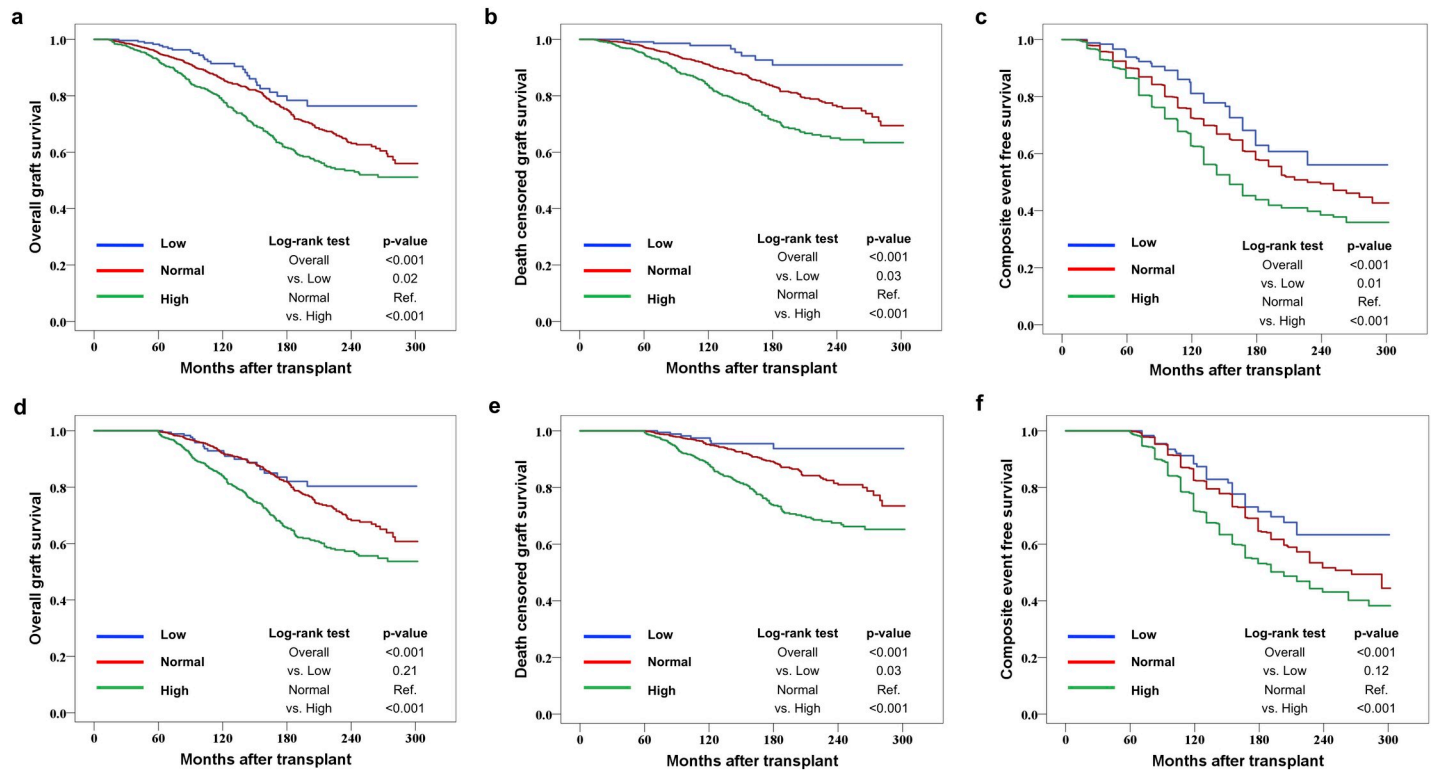 a
Overall graft survival
1.0
0.8
0.6
0.4
0.2
0.0
Low
Normal
High
Log-rank test p-value
Overall <0.001
vs. Low 0.02
Normal Ref.
vs. High <0.001
0 60 120 180 240 300
Months after transplant
b
Death censored graft survival
1.0
0.8
0.6
0.4
0.2
0.0
Low
Normal
High
Log-rank test p-value
Overall <0.001
vs. Low 0.03
Normal Ref.
vs. High <0.001
0 60 120 180 240 300
Months after transplant
c
Composite event free survival
1.0
0.8
0.6
0.4
0.2
0.0
Low
Normal
High
Log-rank test p-value
Overall <0.001
vs. Low 0.01
Normal Ref.
vs. High <0.001
0 60 120 180 240 300
Months after transplant
d
Overall graft survival
1.0
0.8
0.6
0.4
0.2
0.0
Low
Normal
High
Log-rank test p-value
Overall <0.001
vs. Low 0.21
Normal Ref.
vs. High <0.001
0 60 120 180 240 300
Months after transplant
e
Death censored graft survival
1.0
0.8
0.6
0.4
0.2
0.0
Low
Normal
High
Log-rank test p-value
Overall <0.001
vs. Low 0.03
Normal Ref.
vs. High <0.001
0 60 120 180 240 300
Months after transplant
f
Composite event free survival
1.0
0.8
0.6
0.4
0.2
0.0
Low
Normal
High
Log-rank test p-value
Overall <0.001
vs. Low 0.12
Normal Ref.
vs. High <0.001
0 60 120 180 240 300
Months after transplant